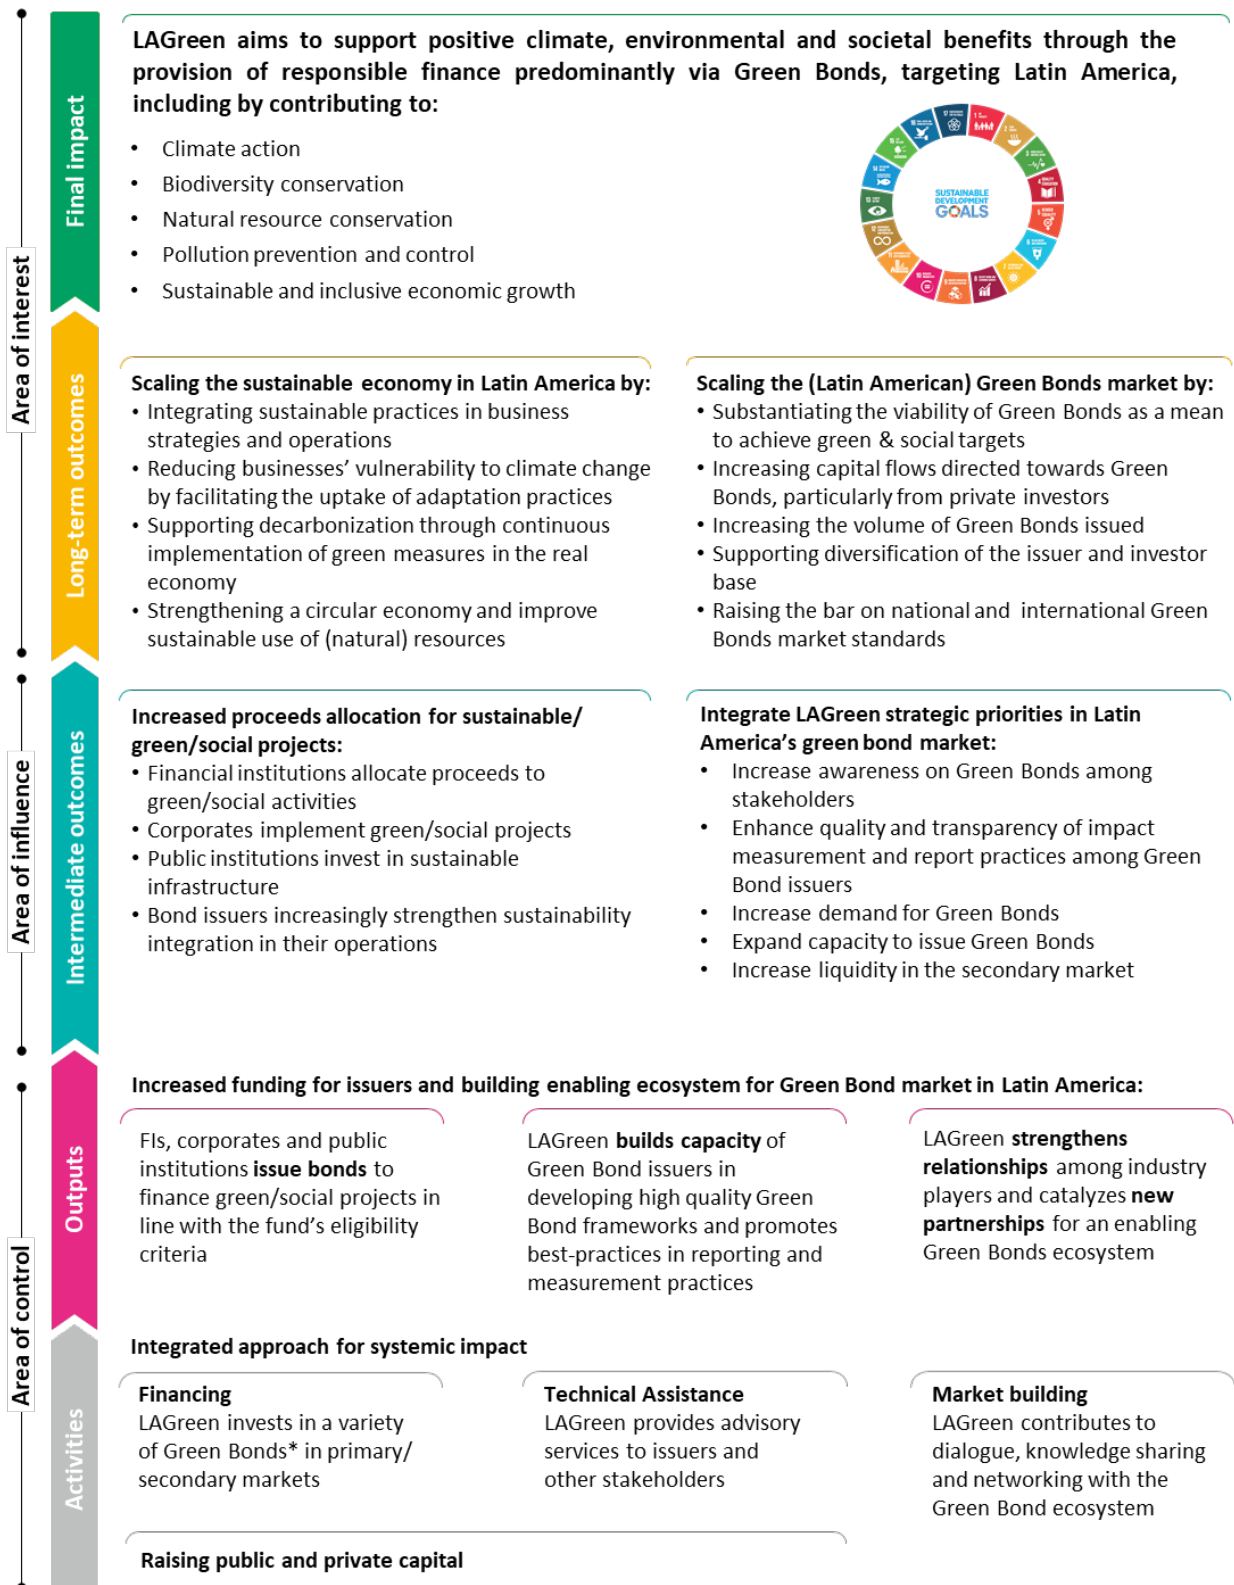 LAGreen aims to support positive climate, environmental and societal benefits through the
provision of responsible finance predominantly via Green Bonds, targeting Latin America,
including by contributing to:
• Climate action
• Biodiversity conservation
• Natural resource conservation
• Pollution prevention and control
• Sustainable and inclusive economic growth
SUSTAINABLE
DEVELOPMENT
GOALS
Final impact
Area of interest
Long-term outcomes
Scaling the sustainable economy in Latin America by:
• Integrating sustainable practices in business
strategies and operations
• Reducing businesses' vulnerability to climate change
by facilitating the uptake of adaptation practices
• Supporting decarbonization through continuous
implementation of green measures in the real
economy
• Strengthening a circular economy and improve
sustainable use of (natural) resources
Scaling the (Latin American) Green Bonds market by:
• Substantiating the viability of Green Bonds as a mean
to achieve green & social targets
• Increasing capital flows directed towards Green
Bonds, particularly from private investors
• Increasing the volume of Green Bonds issued
• Supporting diversification of the issuer and investor
base
• Raising the bar on national and international Green
Bonds market standards
Area of influence
Intermediate outcomes
Increased proceeds allocation for sustainable/
green/social projects:
• Financial institutions allocate proceeds to
green/social activities
• Corporates implement green/social projects
• Public institutions invest in sustainable
infrastructure
• Bond issuers increasingly strengthen sustainability
integration in their operations
Integrate LAGreen strategic priorities in Latin
America's green bond market:
• Increase awareness on Green Bonds among
stakeholders
• Enhance quality and transparency of impact
measurement and report practices among Green
Bond issuers
• Increase demand for Green Bonds
• Expand capacity to issue Green Bonds
• Increase liquidity in the secondary market
Area of control
Outputs
Increased funding for issuers and building enabling ecosystem for Green Bond market in Latin America:
FIs, corporates and public
institutions issue bonds to
finance green/social projects in
line with the fund's eligibility
criteria
LAGreen builds capacity of
Green Bond issuers in
developing high quality Green
Bond frameworks and promotes
best-practices in reporting and
measurement practices
LAGreen strengthens
relationships among industry
players and catalyzes new
partnerships for an enabling
Green Bonds ecosystem
Activities
Integrated approach for systemic impact
Financing
LAGreen invests in a variety
of Green Bonds* in primary/
secondary markets
Technical Assistance
LAGreen provides advisory
services to issuers and
other stakeholders
Market building
LAGreen contributes to
dialogue, knowledge sharing
and networking with the
Green Bond ecosystem
Raising public and private capital